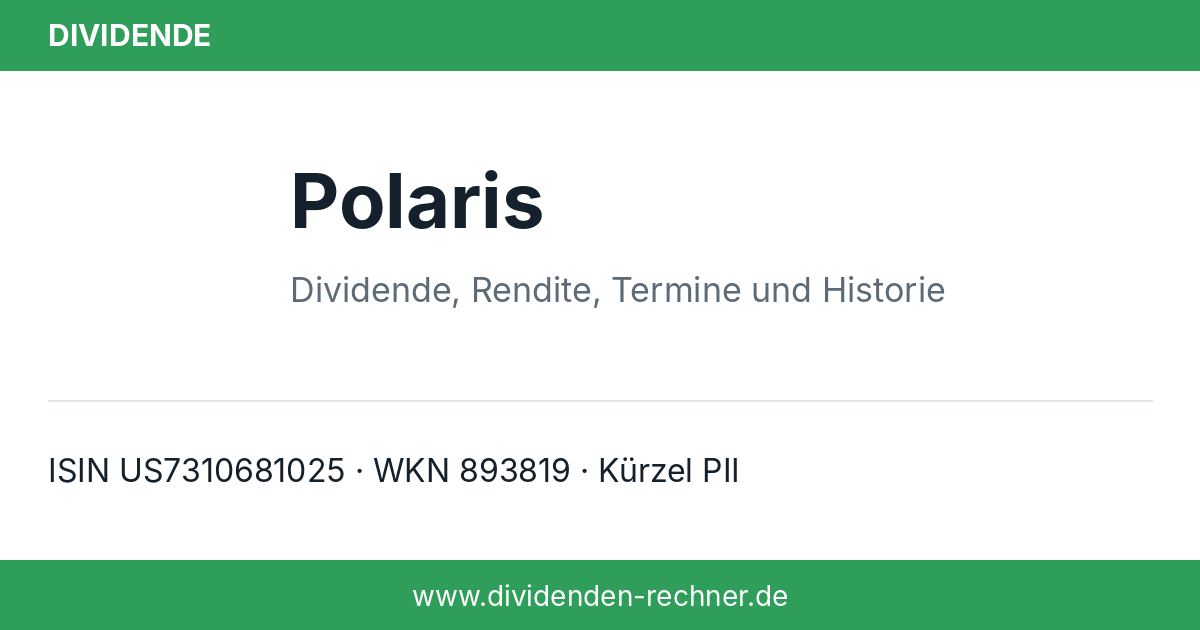 DIVIDENDE
Polaris
Dividende, Rendite, Termine und Historie
ISIN US7310681025 · WKN 893819 · Kürzel PII
www.dividenden-rechner.de